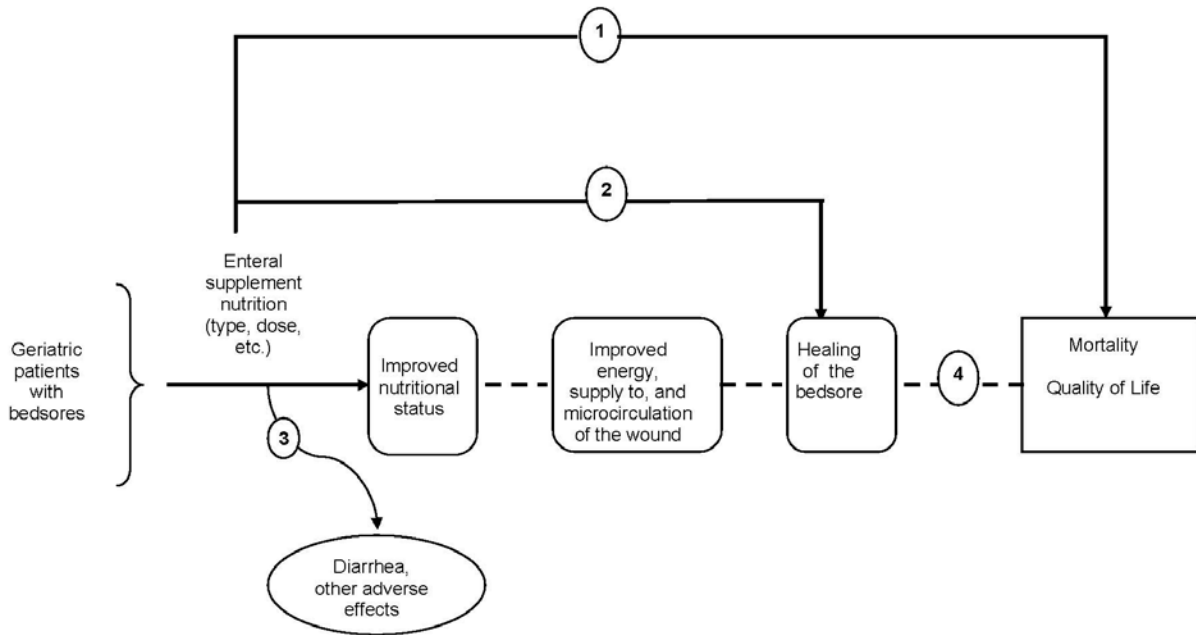 1
2
Enteral
supplement
nutrition
(type, dose,
etc.)
Geriatric
patients
with
bedsores
Improved
nutritional
status
Improved
energy,
supply to, and
microcirculation
of the wound
Healing
of the
bedsore
4
Mortality
Quality of Life
3
Diarrhea,
other adverse
effects